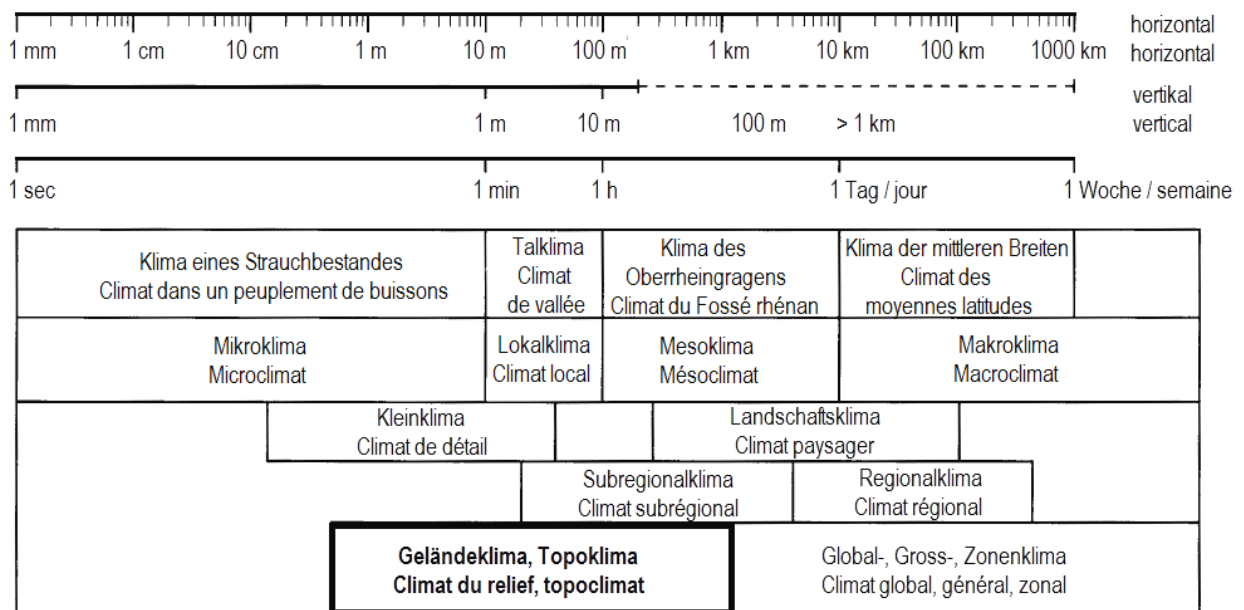 horizontal
1 mm 1 cm 10 cm 1 m 10 m 100 m 1 km 10 km 100 km 1000 km horizontal
vertikal
1 mm 1 m 10 m 100 m > 1 km vertical
1 sec 1 min 1 h 1 Tag / jour 1 Woche / semaine
Klima eines Strauchbestandes
Climat dans un peuplement de buissons
Talklima
Climat
de vallée
Klima des
Oberrheingragens
Climat du Fossé rhénan
Klima der mittleren Breiten
Climat des
moyennes latitudes
Mikroklima
Microclimat
Lokalklima
Climat local
Mesoklima
Mésoclimat
Makroklima
Macroclimat
Kleinklima
Climat de détail
Landschaftsklima
Climat paysager
Subregionalklima
Climat subrégional
Regionalklima
Climat régional
Geländeklima, Topoklima
Climat du relief, topoclimat
Global-, Gross-, Zonenklima
Climat global, général, zonal